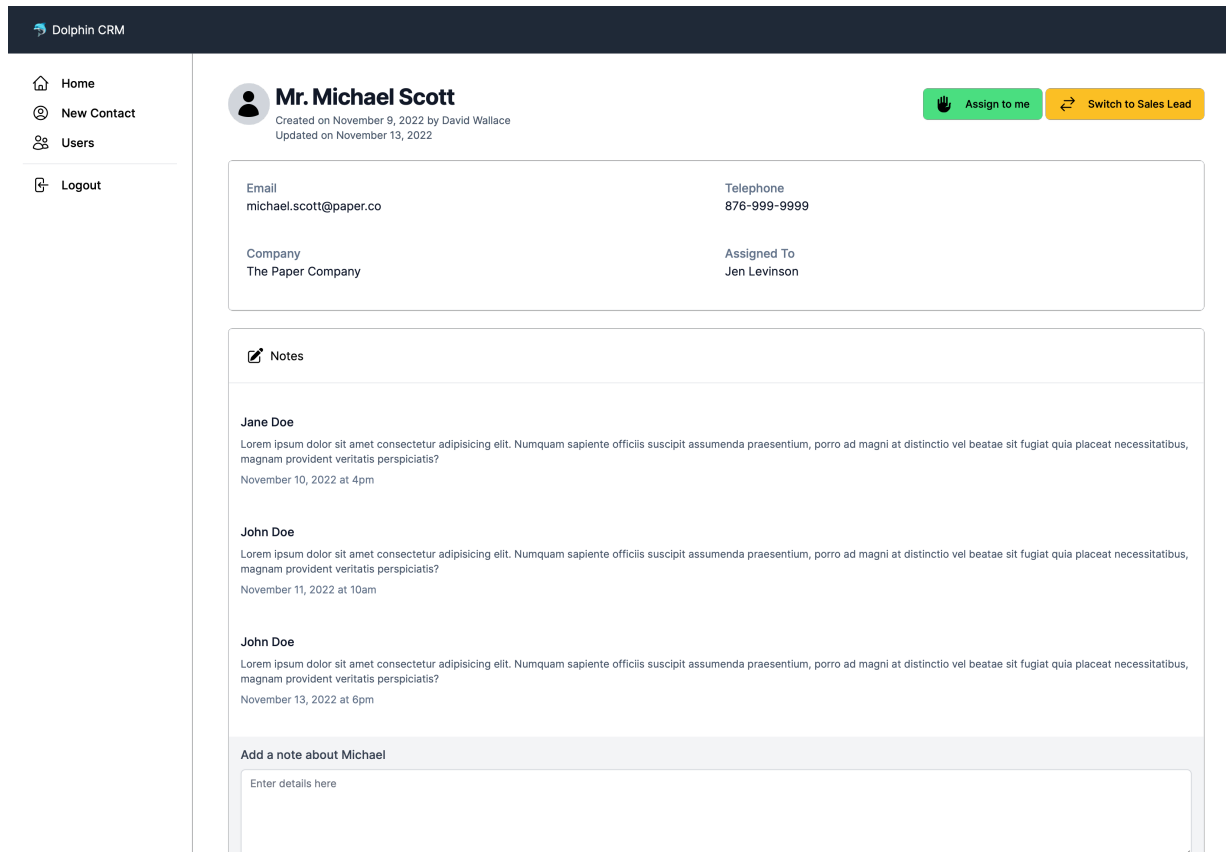 Dolphin CRM
Home
New Contact
Users
Logout
Mr. Michael Scott
Created on November 9, 2022 by David Wallace
Updated on November 13, 2022
Assign to me
Switch to Sales Lead
Email
michael.scott@paper.co
Telephone
876-999-9999
Company
The Paper Company
Assigned To
Jen Levinson
Notes
Jane Doe
Lorem ipsum dolor sit amet consectetur adipisicing elit. Numquam sapiente officiis suscipit assumenda praesentium, porro ad magni at distinctio vel beatae sit fugiat quia placeat necessitatibus,
magnam provident veritatis perspiciatis?
November 10, 2022 at 4pm
John Doe
Lorem ipsum dolor sit amet consectetur adipisicing elit. Numquam sapiente officiis suscipit assumenda praesentium, porro ad magni at distinctio vel beatae sit fugiat quia placeat necessitatibus,
magnam provident veritatis perspiciatis?
November 11, 2022 at 10am
John Doe
Lorem ipsum dolor sit amet consectetur adipisicing elit. Numquam sapiente officiis suscipit assumenda praesentium, porro ad magni at distinctio vel beatae sit fugiat quia placeat necessitatibus,
magnam provident veritatis perspiciatis?
November 13, 2022 at 6pm
Add a note about Michael
Enter details here